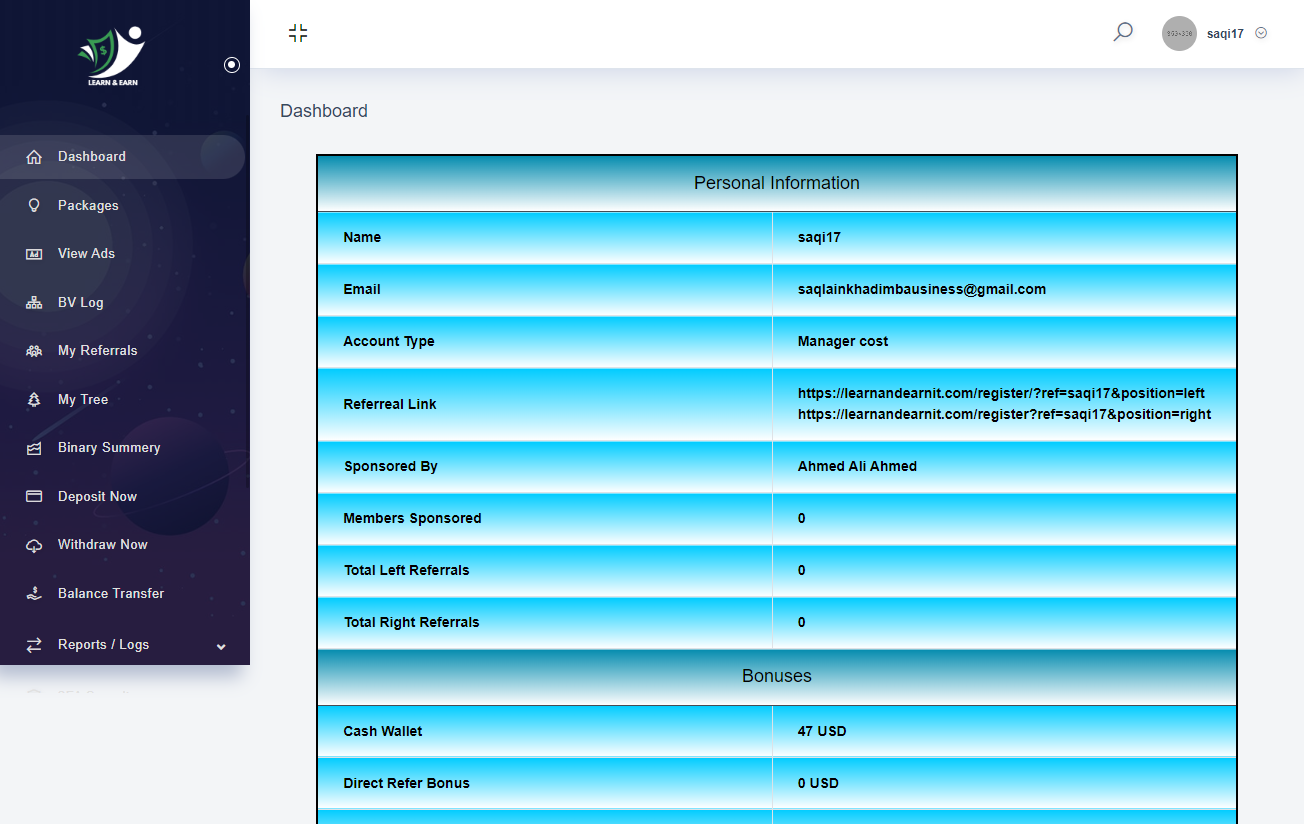 LEARN & EARN
saqi17
Dashboard
Dashboard
Packages
View Ads
BV Log
My Referrals
My Tree
Binary Summery
Deposit Now
Withdraw Now
Balance Transfer
Reports / Logs
Personal Information
Name saqi17
Email saqlainkhadimbausiness@gmail.com
Account Type Manager cost
Referreal Link
https://learnandearnit.com/register/?ref=saqi17&position=left
https://learnandearnit.com/register?ref=saqi17&position=right
Sponsored By Ahmed Ali Ahmed
Members Sponsored 0
Total Left Referrals 0
Total Right Referrals 0
Bonuses
Cash Wallet 47 USD
Direct Refer Bonus 0 USD